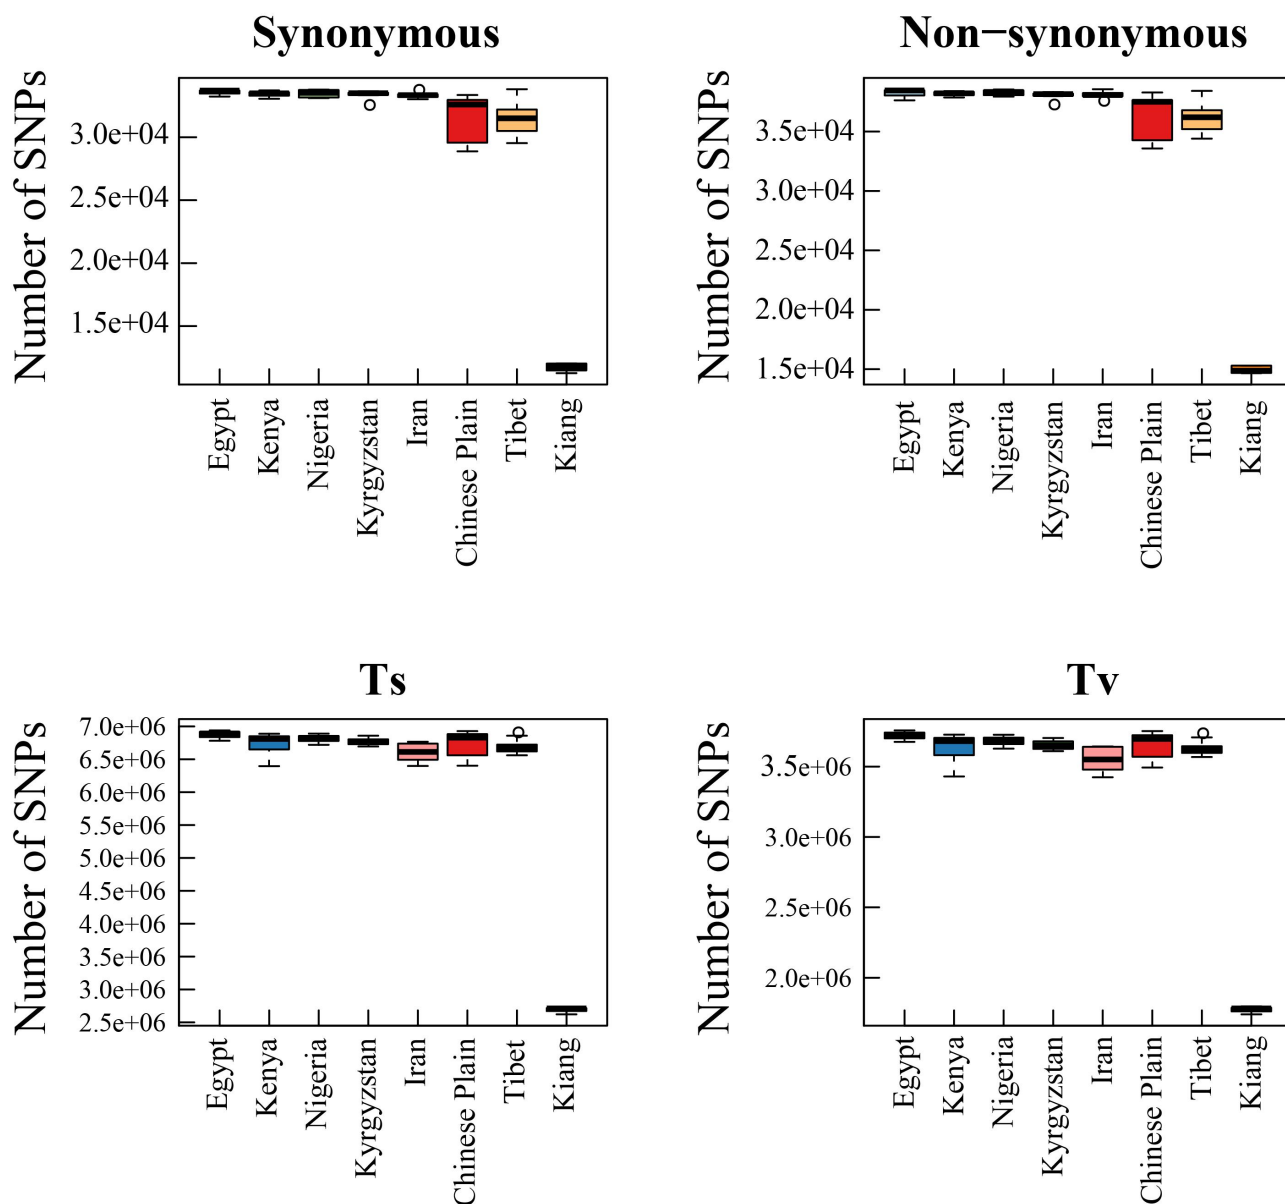 Synonymous
Number of SNPs
3.0e+04
2.5e+04
2.0e+04
1.5e+04
Egypt
Kenya
Nigeria
Kyrgyzstan
Iran
Chinese Plain
Tibet
Kiang
Non−synonymous
Number of SNPs
3.5e+04
3.0e+04
2.5e+04
2.0e+04
1.5e+04
Egypt
Kenya
Nigeria
Kyrgyzstan
Iran
Chinese Plain
Tibet
Kiang
Ts
Number of SNPs
7.0e+06
6.5e+06
6.0e+06
5.5e+06
5.0e+06
4.5e+06
4.0e+06
3.5e+06
3.0e+06
2.5e+06
Egypt
Kenya
Nigeria
Kyrgyzstan
Iran
Chinese Plain
Tibet
Kiang
Tv
Number of SNPs
3.5e+06
3.0e+06
2.5e+06
2.0e+06
Egypt
Kenya
Nigeria
Kyrgyzstan
Iran
Chinese Plain
Tibet
Kiang